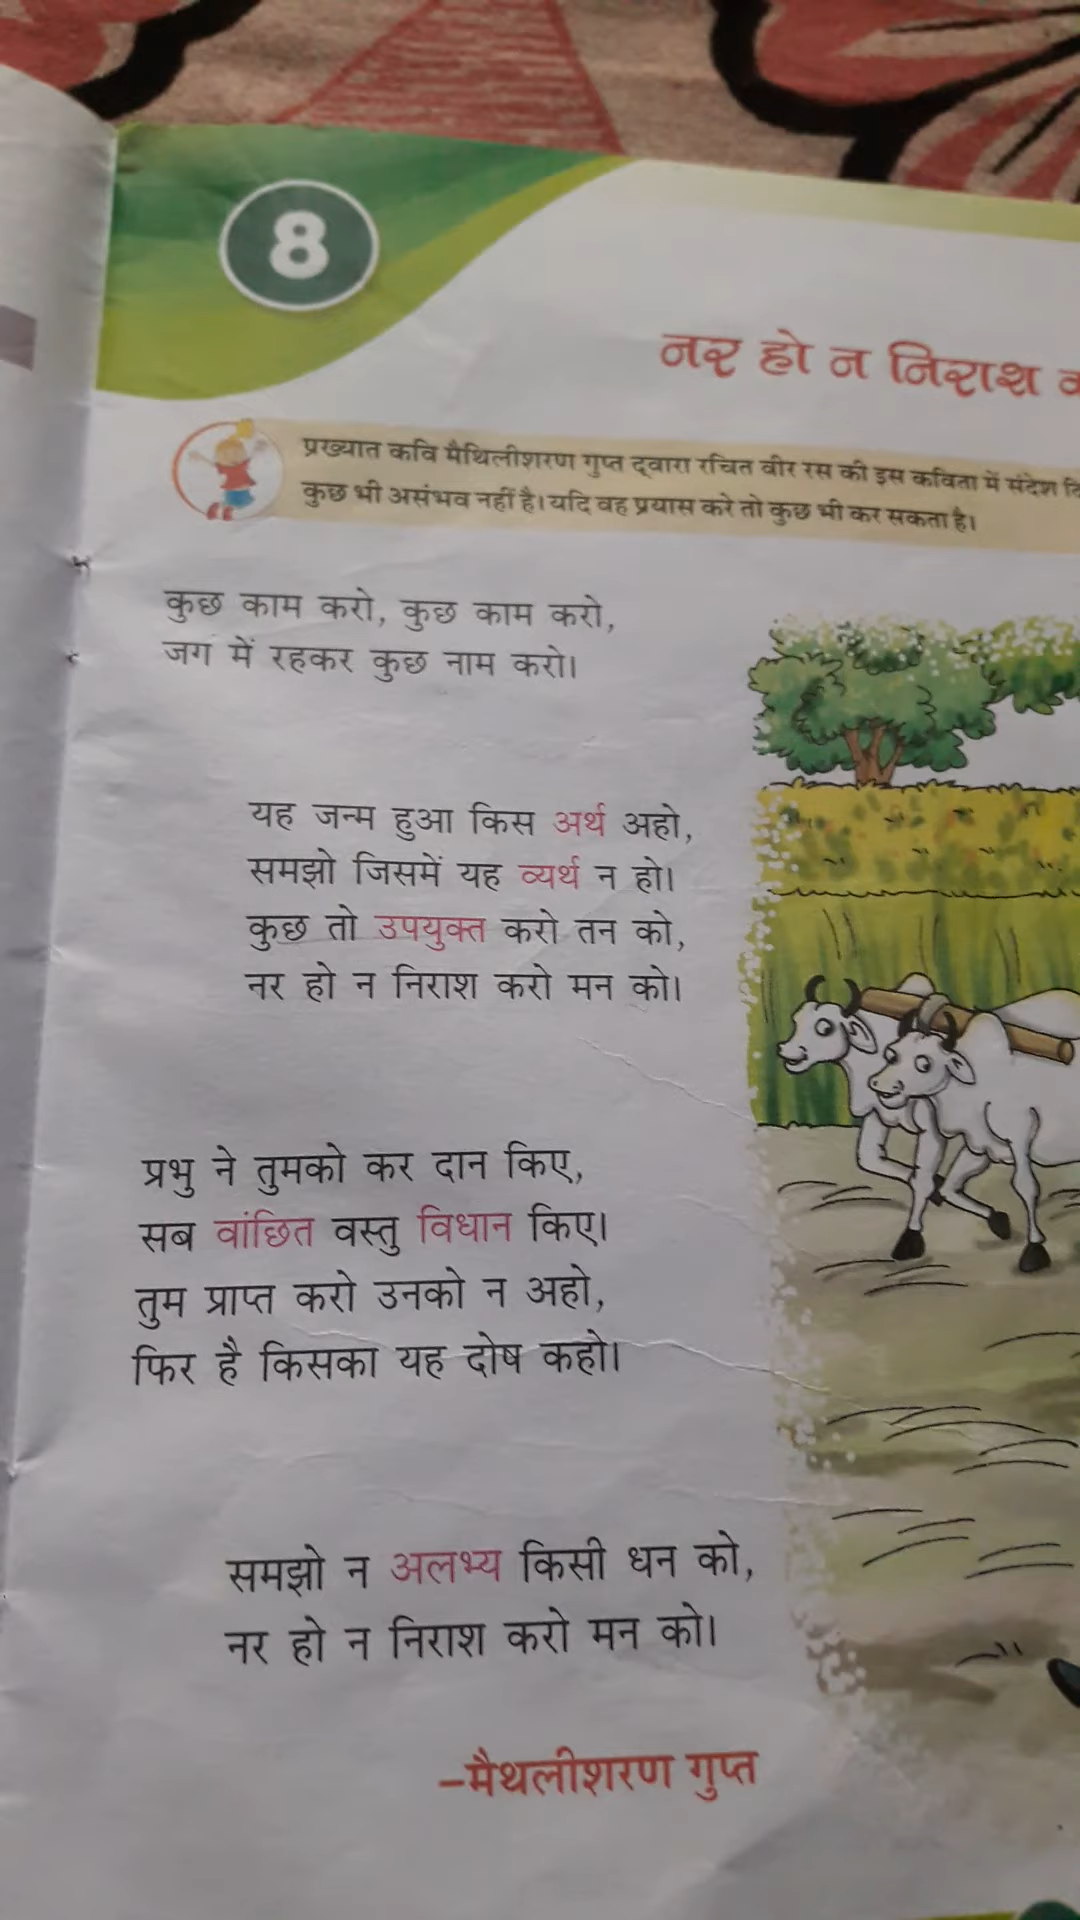 8
नर हो न निराश
प्रख्यात कवि मैथिलीशरण गुप्त द्वारा रचित वीर रस की इस कविता में संदेश
कुछ भी असंभव नहीं है। यदि वह प्रयास करे तो कुछ भी कर सकता है।
कुछ काम करो, कुछ काम करो,
जग में रहकर कुछ नाम करो।
यह जन्म हुआ किस अर्थ अहो,
समझो जिसमें यह व्यर्थ न हो।
कुछ तो उपयुक्त करो तन को,
नर हो न निराश करो मन को।
प्रभु ने तुमको कर दान किए,
सब वांछित वस्तु विधान किए।
तुम प्राप्त करो उनको न अहो,
फिर है किसका यह दोष कहो।
समझो न अलभ्य किसी धन को,
नर हो न निराश करो मन को।
–मैथलीशरण गुप्त